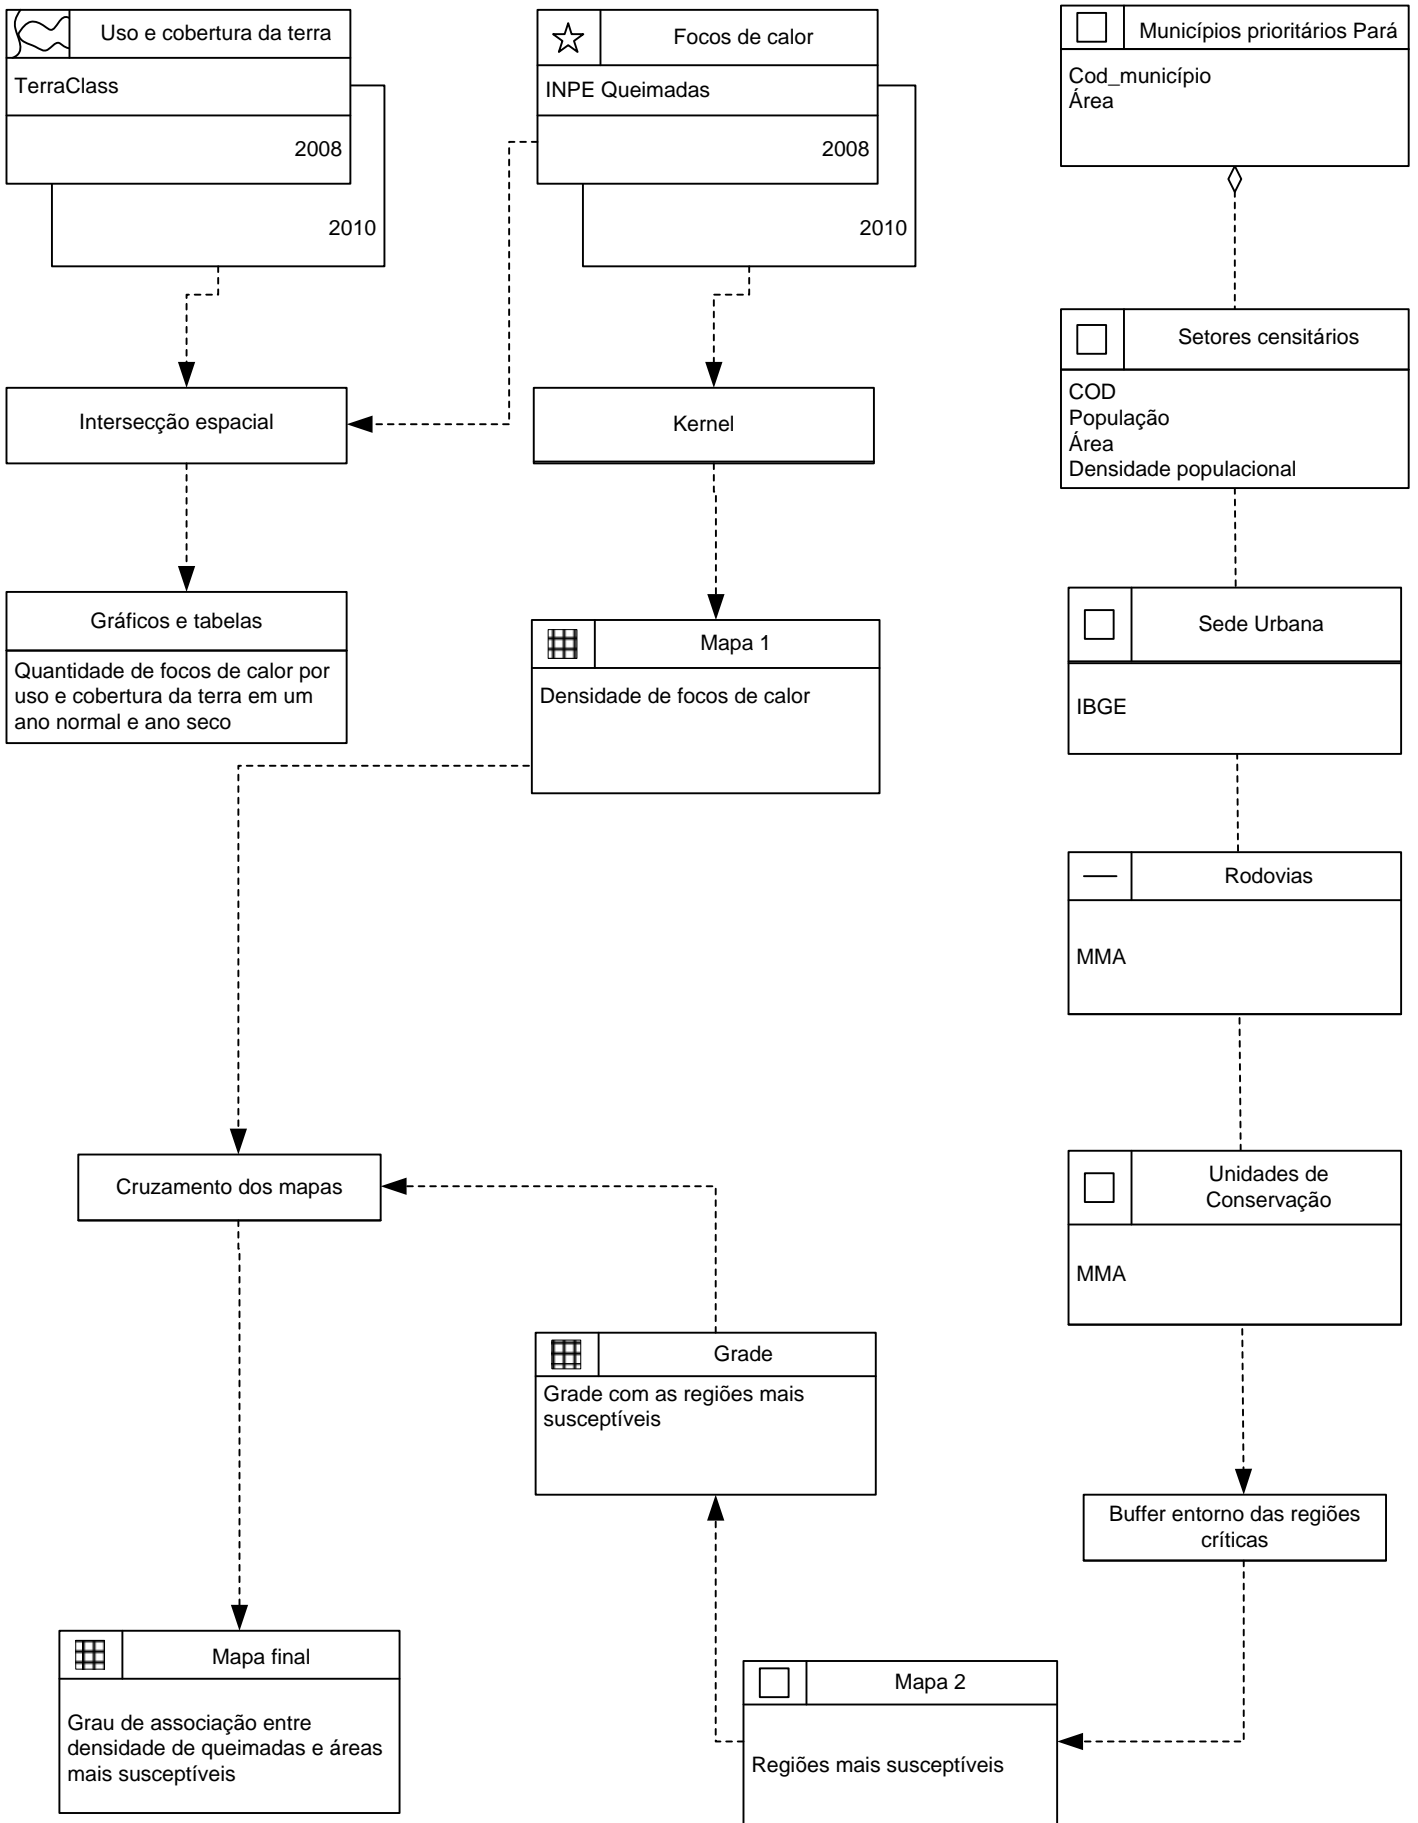 Uso e cobertura da terra
TerraClass
2008
2010
Focos de calor
INPE Queimadas
2008
2010
Municípios prioritários Pará
Cod_município
Área
Setores censitários
COD
População
Área
Densidade populacional
Intersecção espacial
Kernel
Gráficos e tabelas
Quantidade de focos de calor por
uso e cobertura da terra em um
ano normal e ano seco
Mapa 1
Densidade de focos de calor
Sede Urbana
IBGE
Rodovias
MMA
Unidades de
Conservação
MMA
Cruzamento dos mapas
Grade
Grade com as regiões mais
susceptíveis
Buffer entorno das regiões
críticas
Mapa final
Grau de associação entre
densidade de queimadas e áreas
mais susceptíveis
Mapa 2
Regiões mais susceptíveis